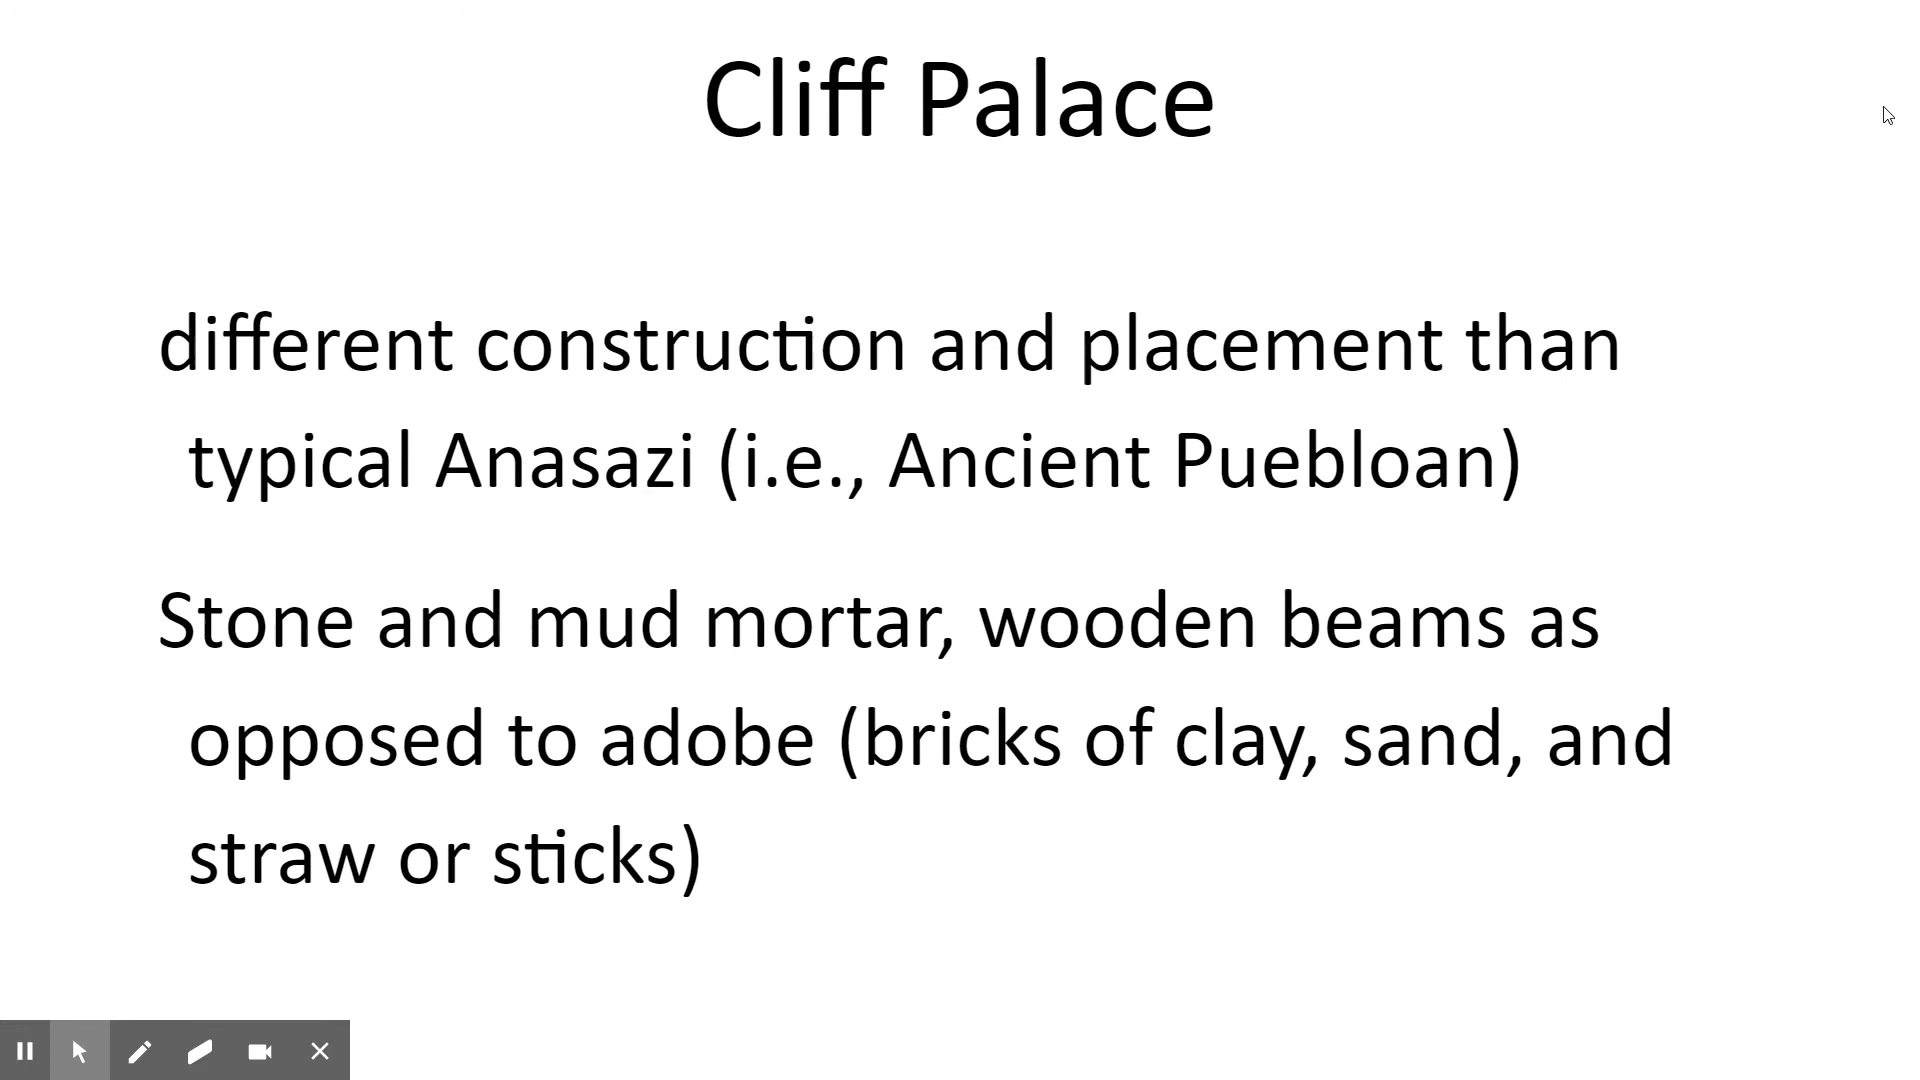 Cliff Palace
different construction and placement than
typical Anasazi (i.e., Ancient Puebloan)
Stone and mud mortar, wooden beams as
opposed to adobe (bricks of clay, sand, and
straw or sticks)